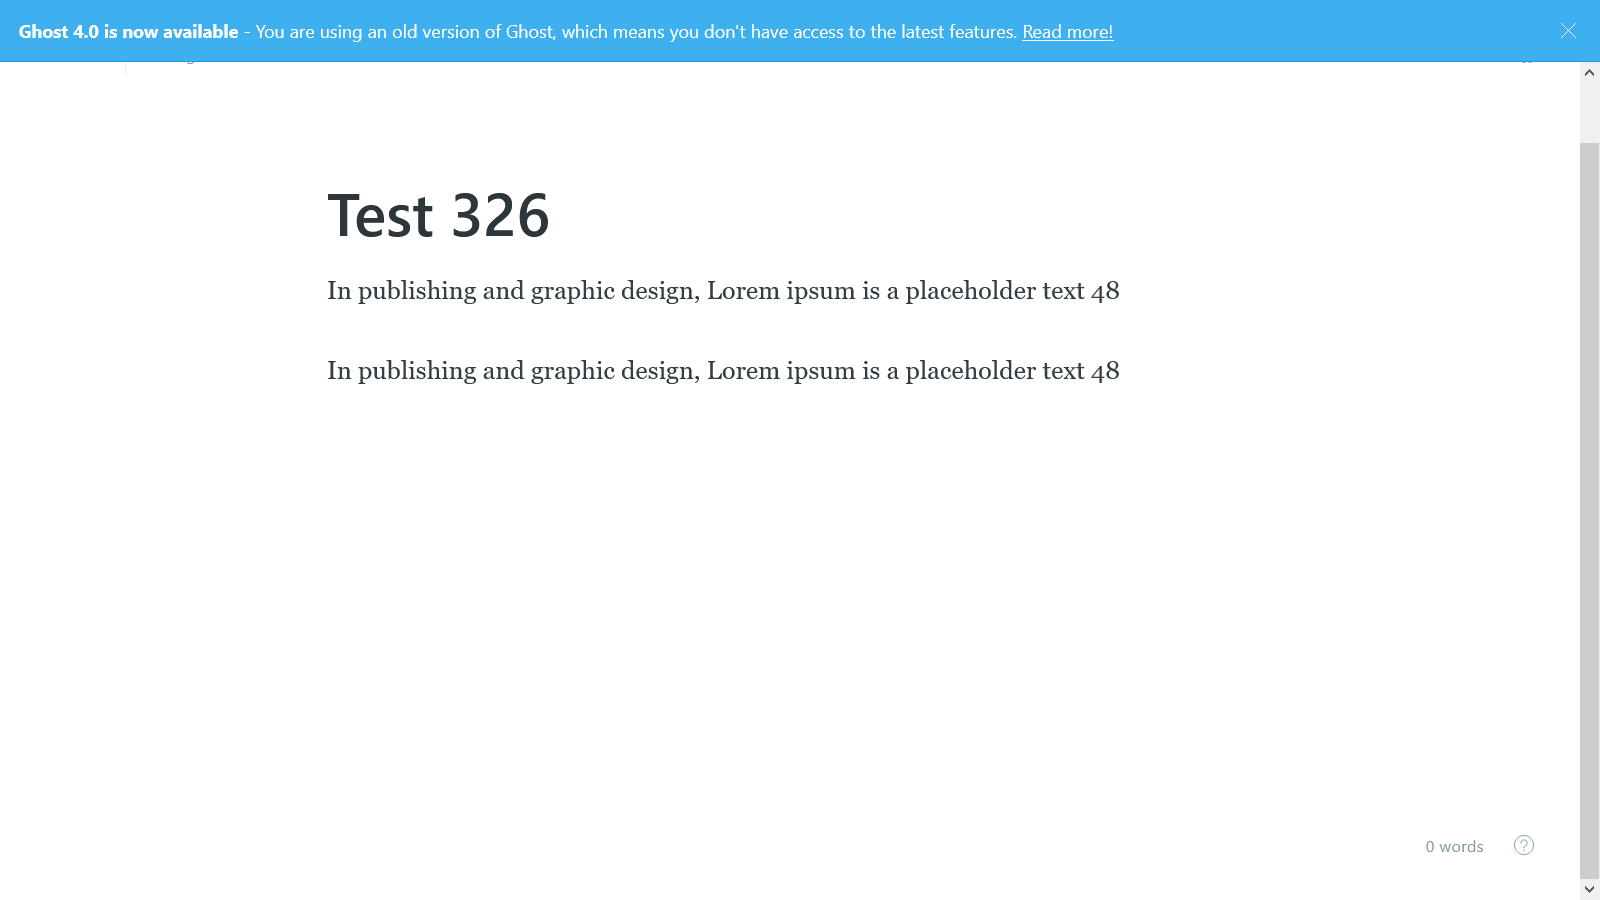 Ghost 4.0 is now available - You are using an old version of Ghost, which means you don't have access to the latest features. Read more!
Test 326
In publishing and graphic design, Lorem ipsum is a placeholder text 48
In publishing and graphic design, Lorem ipsum is a placeholder text 48
0 words
?